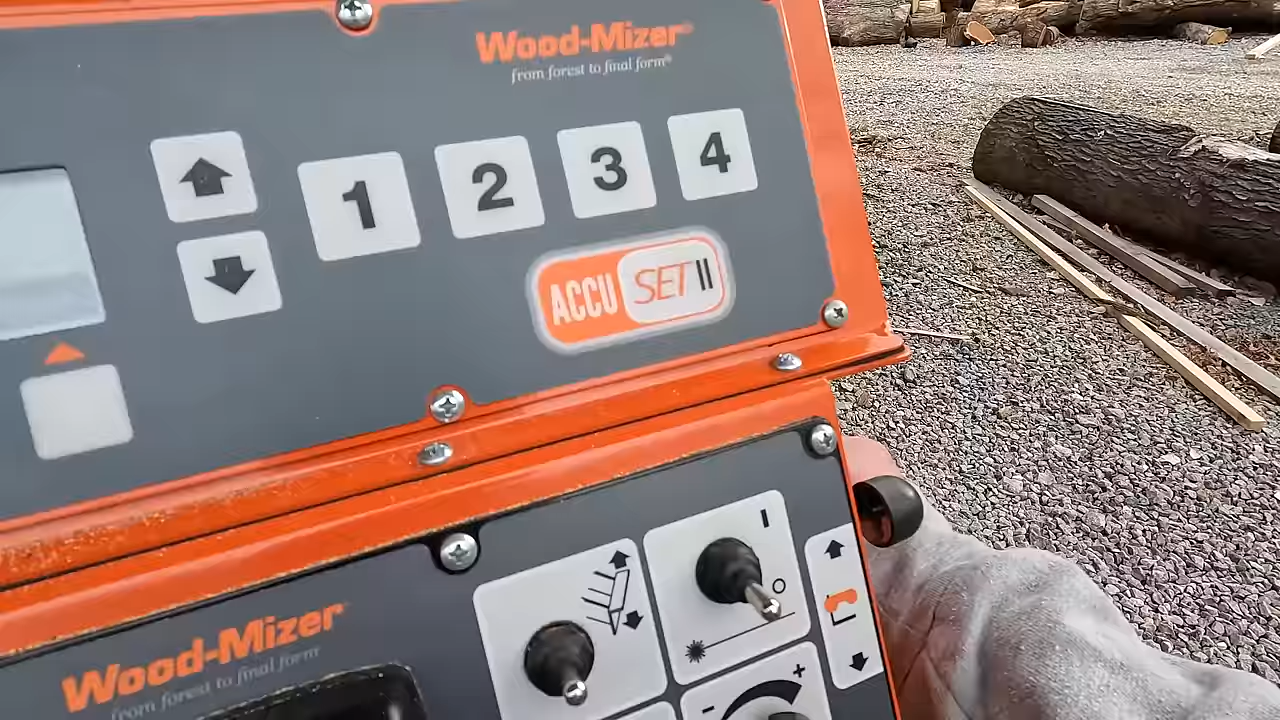 Wood-Mizer®
from forest to final form®
1 2 3 4
ACCU SET II
I
O
Wood-Mizer
from forest to final form
- +